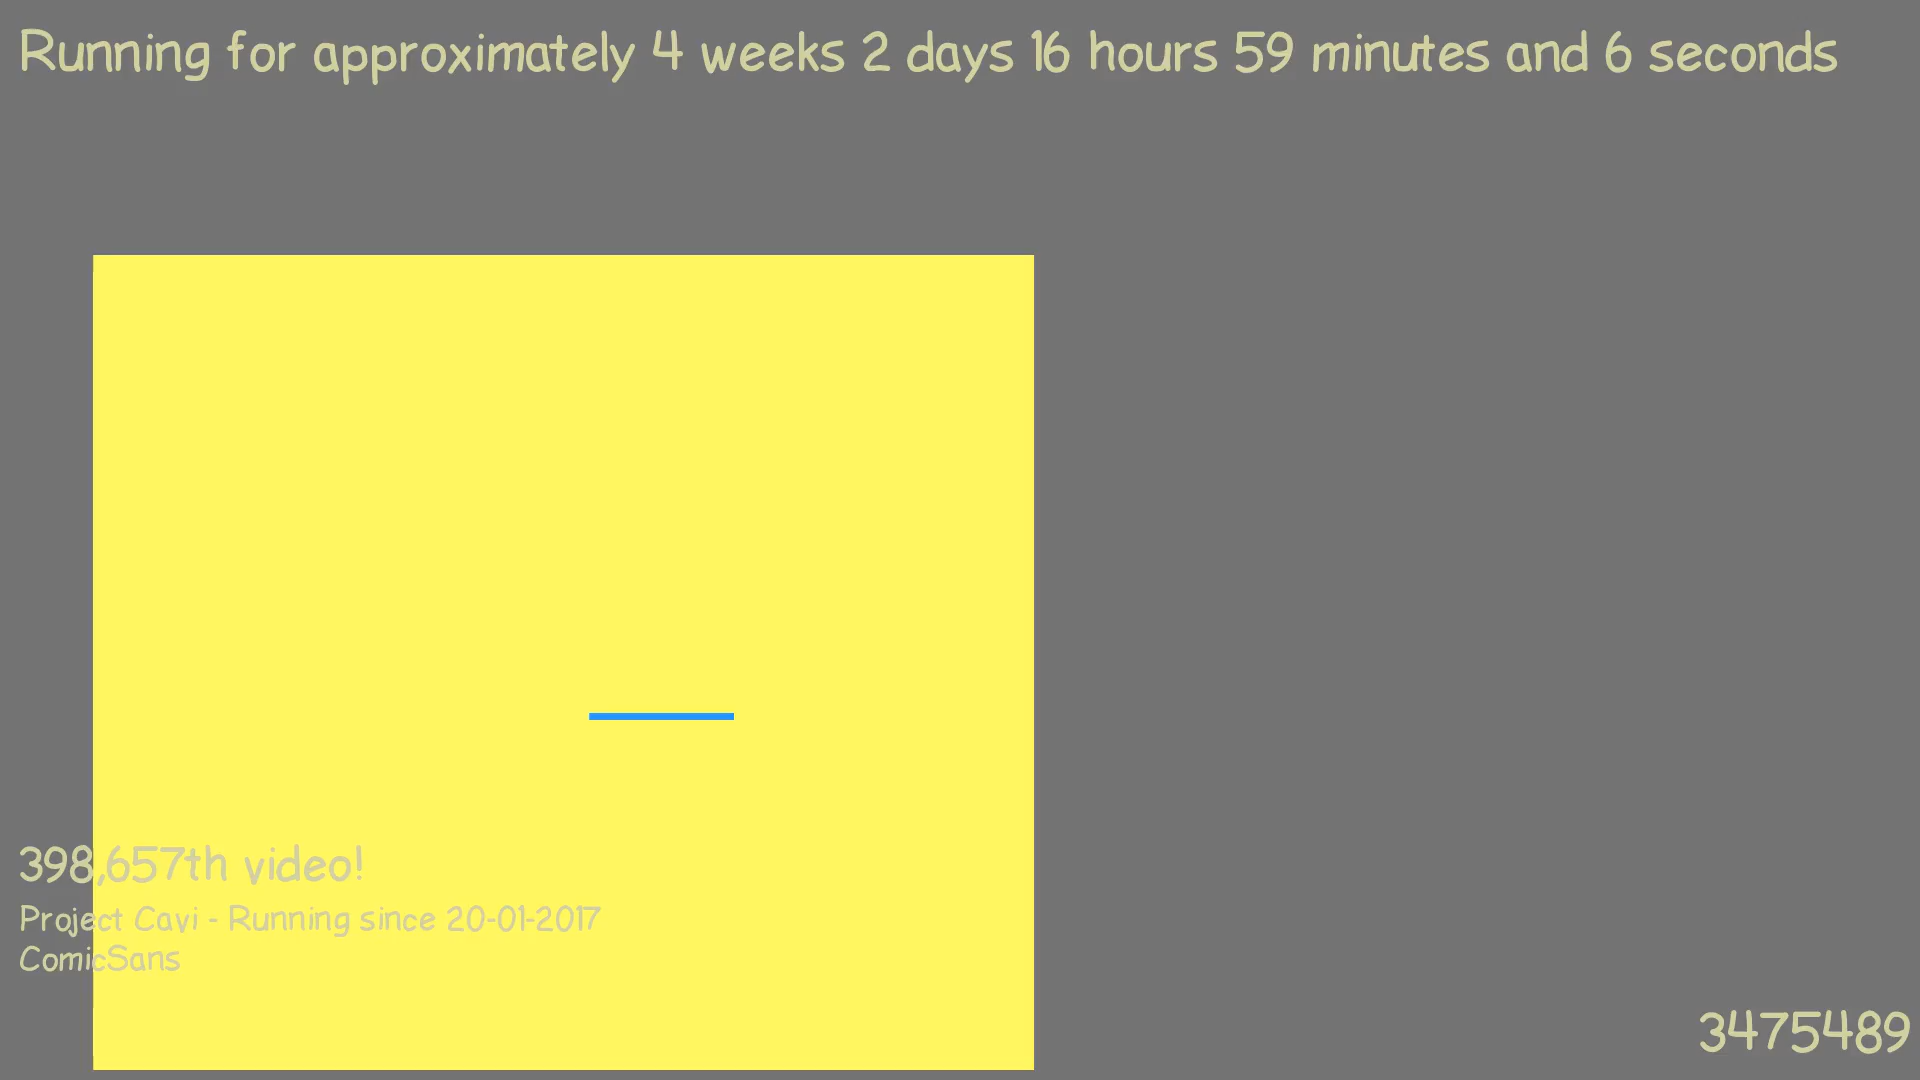 Running for approximately 4 weeks 2 days 16 hours 59 minutes and 6 seconds
398,657th video!
Project Cavi - Running since 20-01-2017
ComicSans
3475489